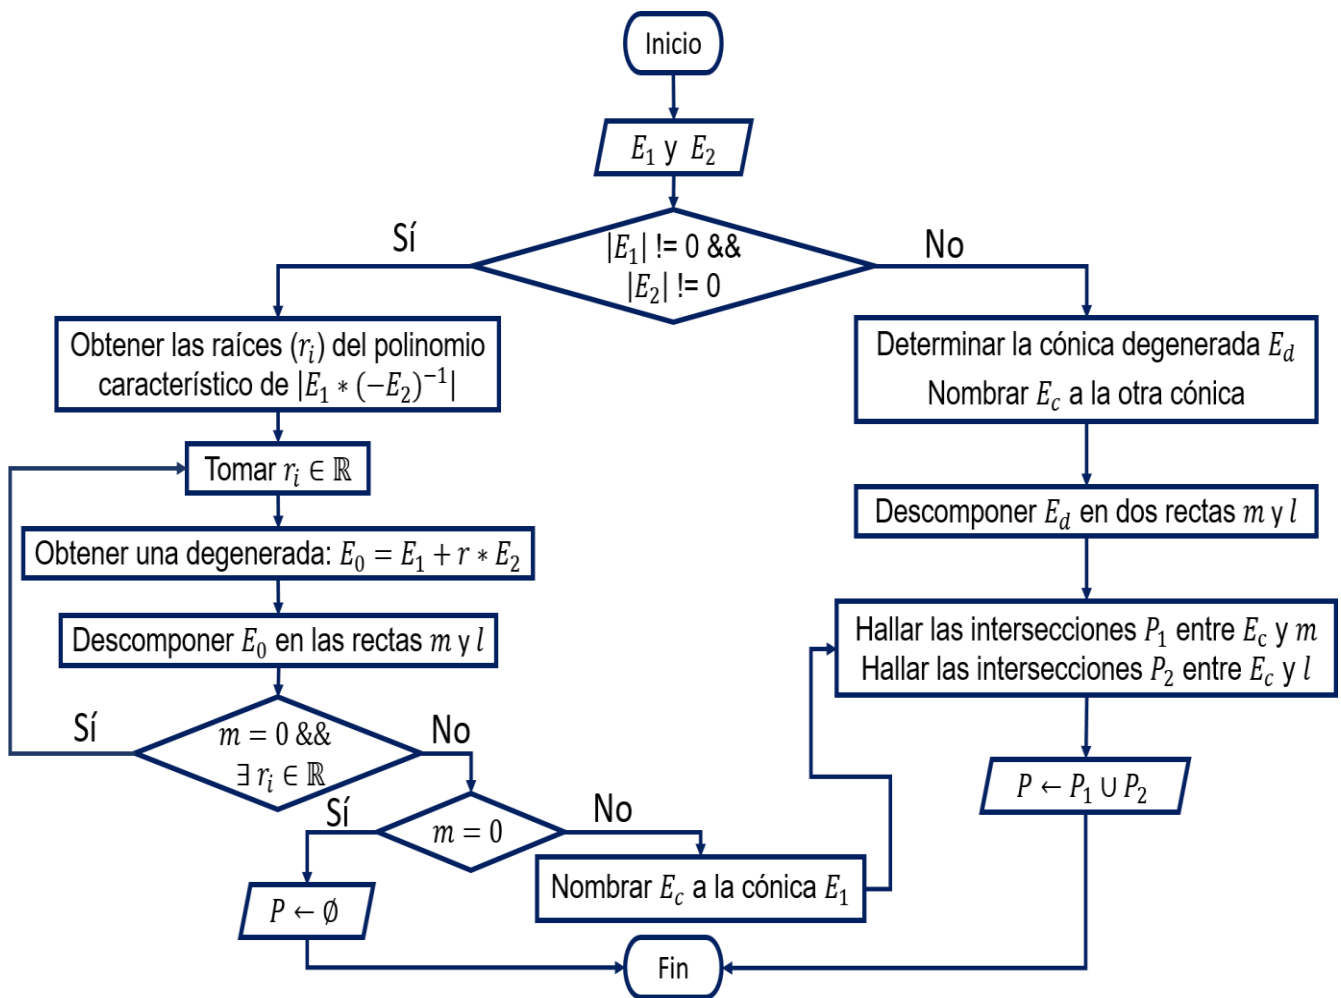 Inicio
E₁ y E₂
Sí
|E₁| != 0 &&
|E₂| != 0
No
Obtener las raíces (rᵢ) del polinomio
característico de |E₁ * (−E₂)⁻¹|
Tomar rᵢ ∈ ℝ
Obtener una degenerada: E₀ = E₁ + r * E₂
Descomponer E₀ en las rectas m y l
Sí
m = 0 &&
∃ rᵢ ∈ ℝ
No
Sí
m = 0
No
P ← ∅
Nombrar E_c a la cónica E₁
Determinar la cónica degenerada E_d
Nombrar E_c a la otra cónica
Descomponer E_d en dos rectas m y l
Hallar las intersecciones P₁ entre E_c y m
Hallar las intersecciones P₂ entre E_c y l
P ← P₁ ∪ P₂
Fin